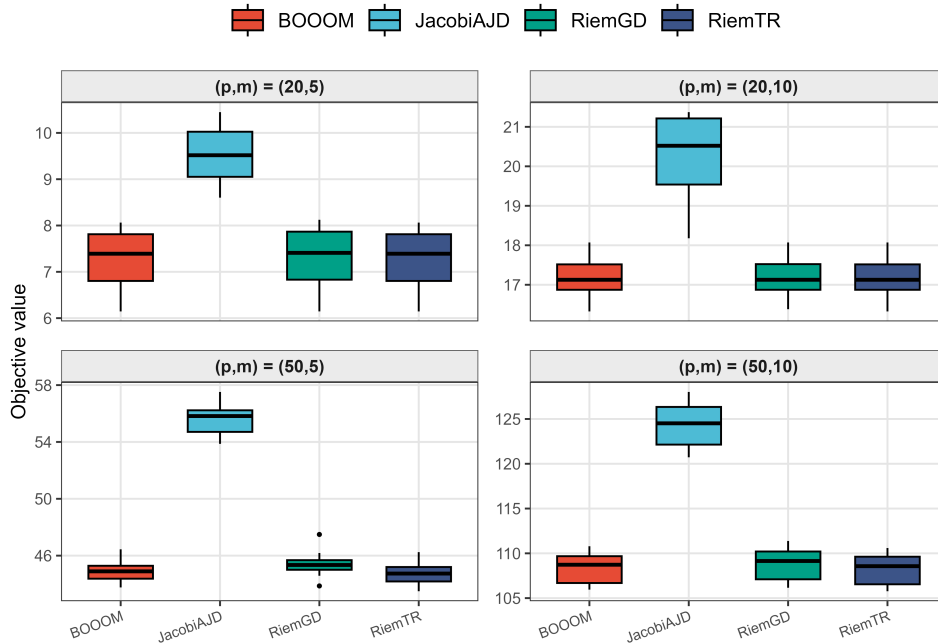 BOOOM JacobiAJD RiemGD RiemTR
Objective value
(p,m) = (20,5)
10
9
8
7
6
(p,m) = (20,10)
21
20
19
18
17
(p,m) = (50,5)
58
54
50
46
BOOOM JacobiAJD RiemGD RiemTR
(p,m) = (50,10)
125
120
115
110
105
BOOOM JacobiAJD RiemGD RiemTR